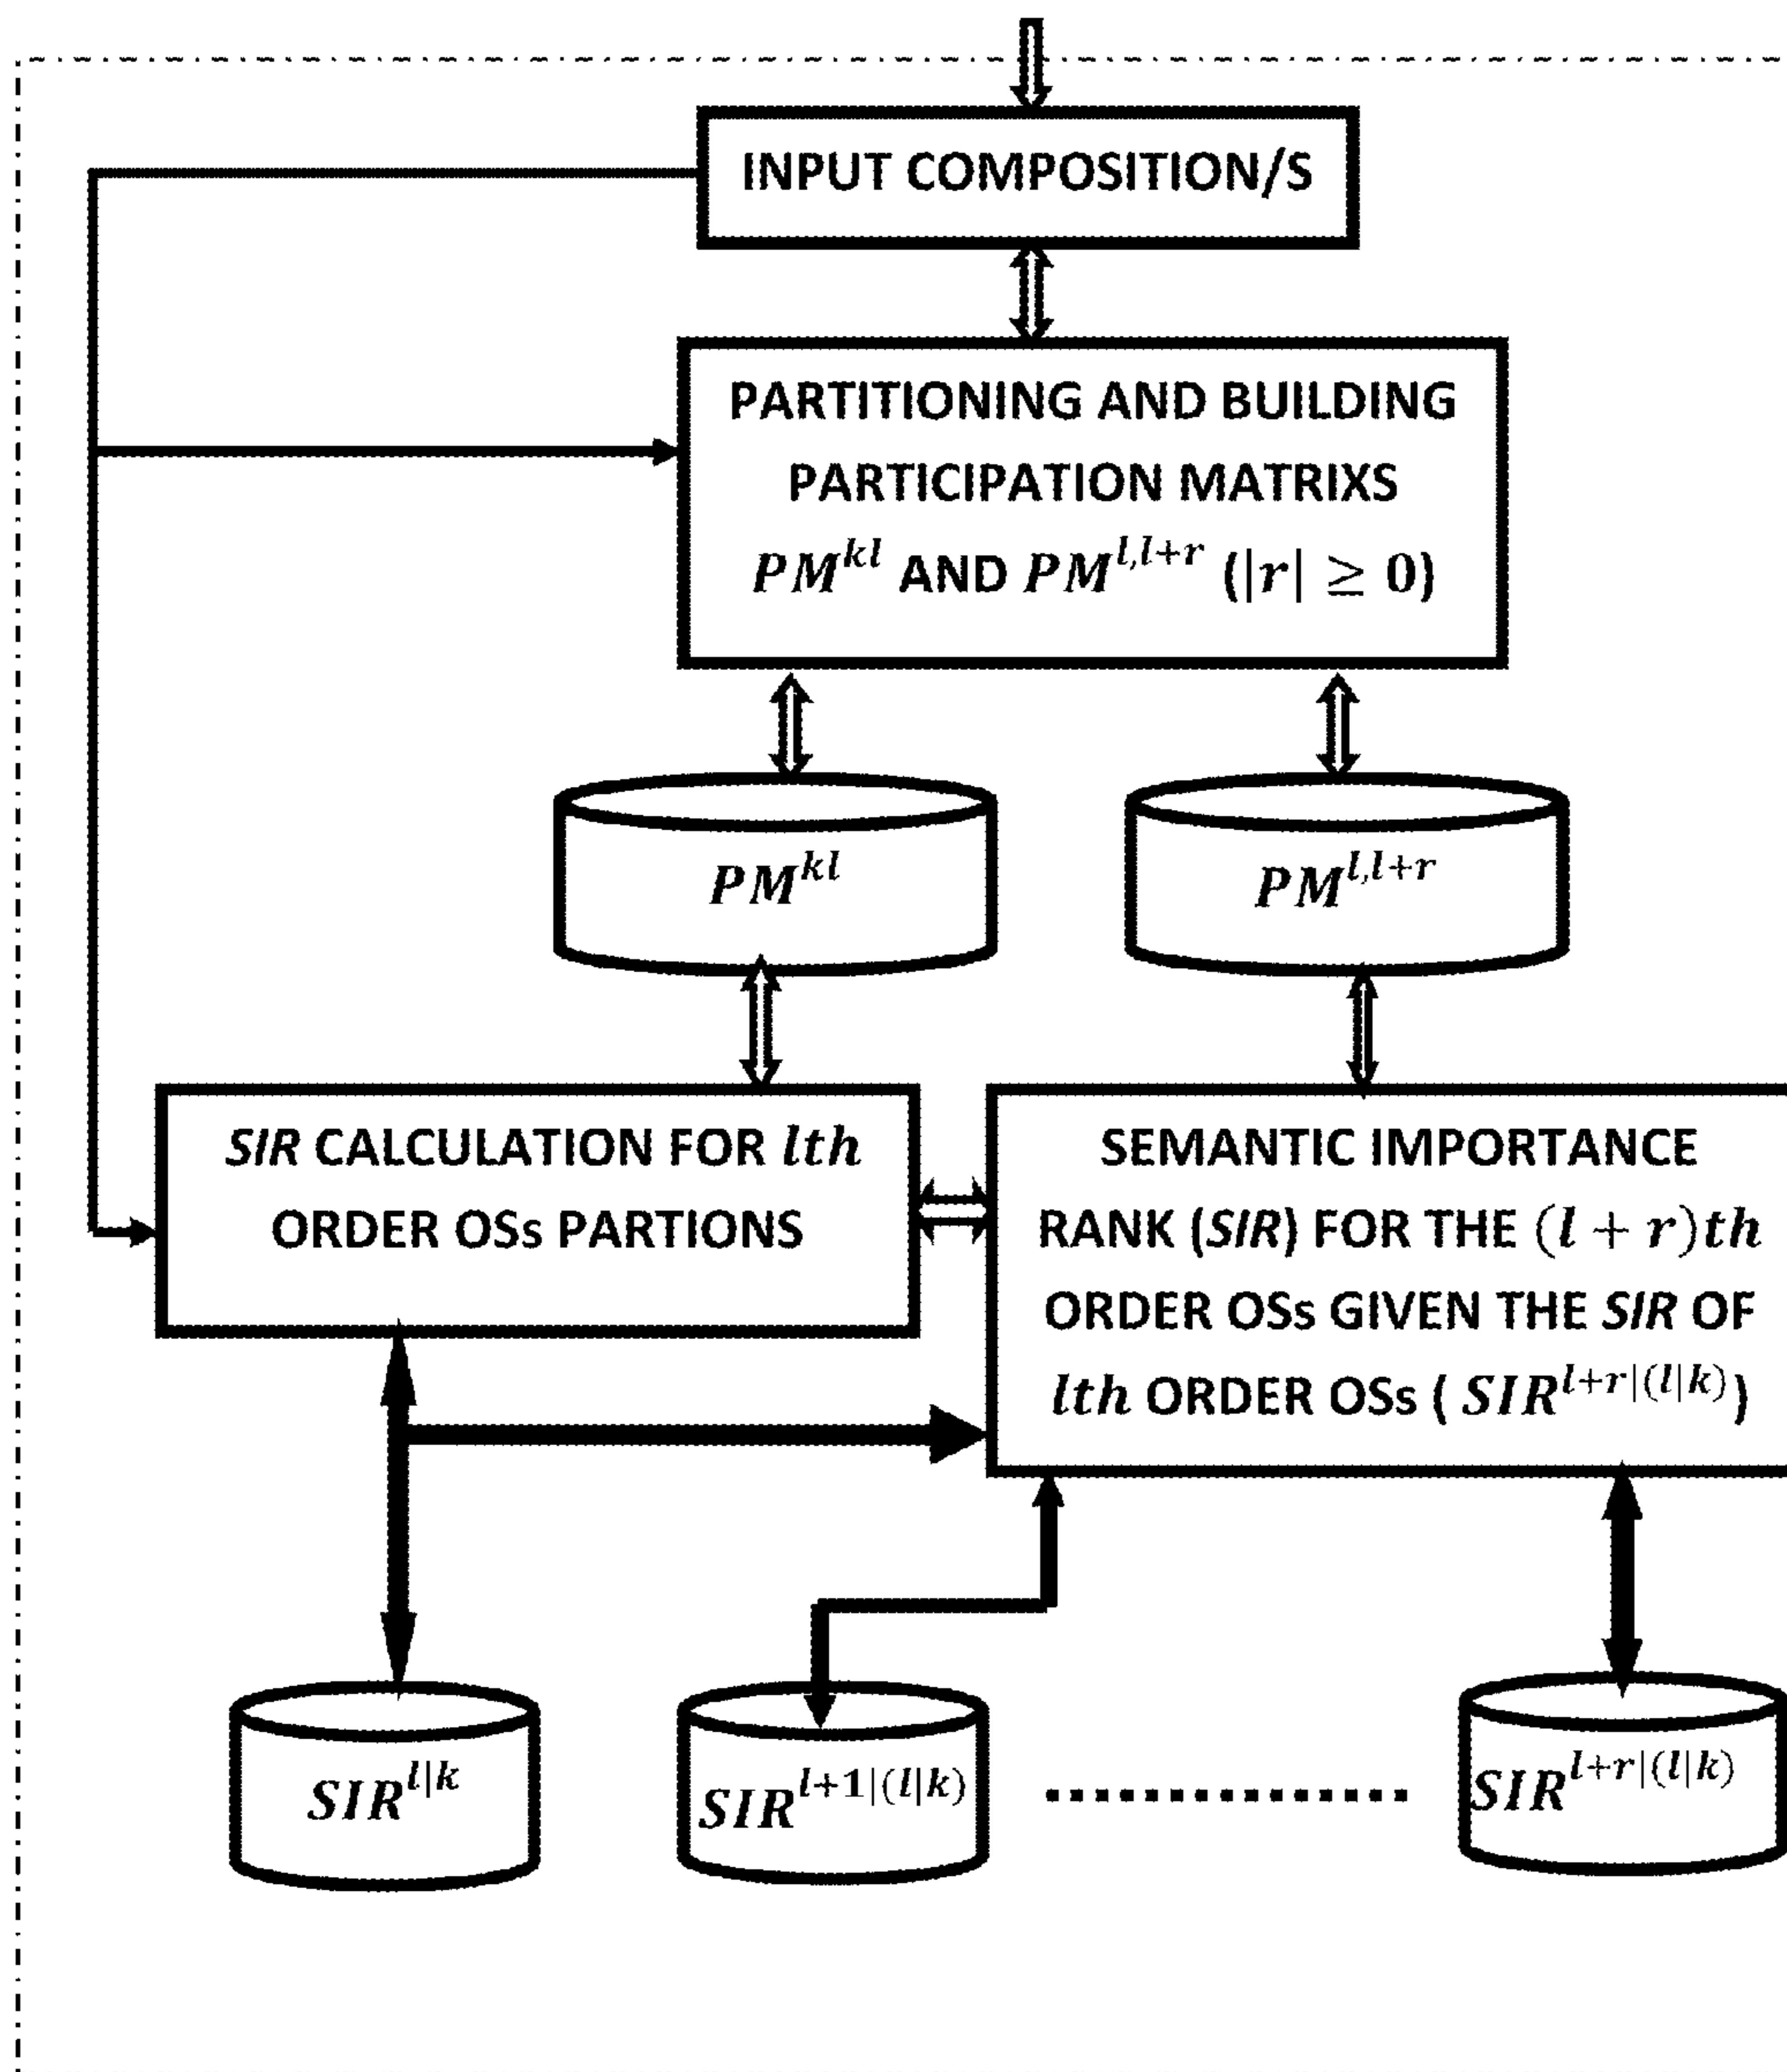 INPUT COMPOSITION/S
PARTITIONING AND BUILDING
PARTICIPATION MATRIXS
PM^{kl} AND PM^{l,l+r} (|r| ≥ 0)
PM^{kl}
PM^{l,l+r}
SIR CALCULATION FOR lth
ORDER OSs PARTIONS
SEMANTIC IMPORTANCE
RANK (SIR) FOR THE (l + r)th
ORDER OSs GIVEN THE SIR OF
lth ORDER OSs ( SIR^{l+r|(l|k)})
SIR^{l|k}
SIR^{l+1|(l|k)}
SIR^{l+r|(l|k)}